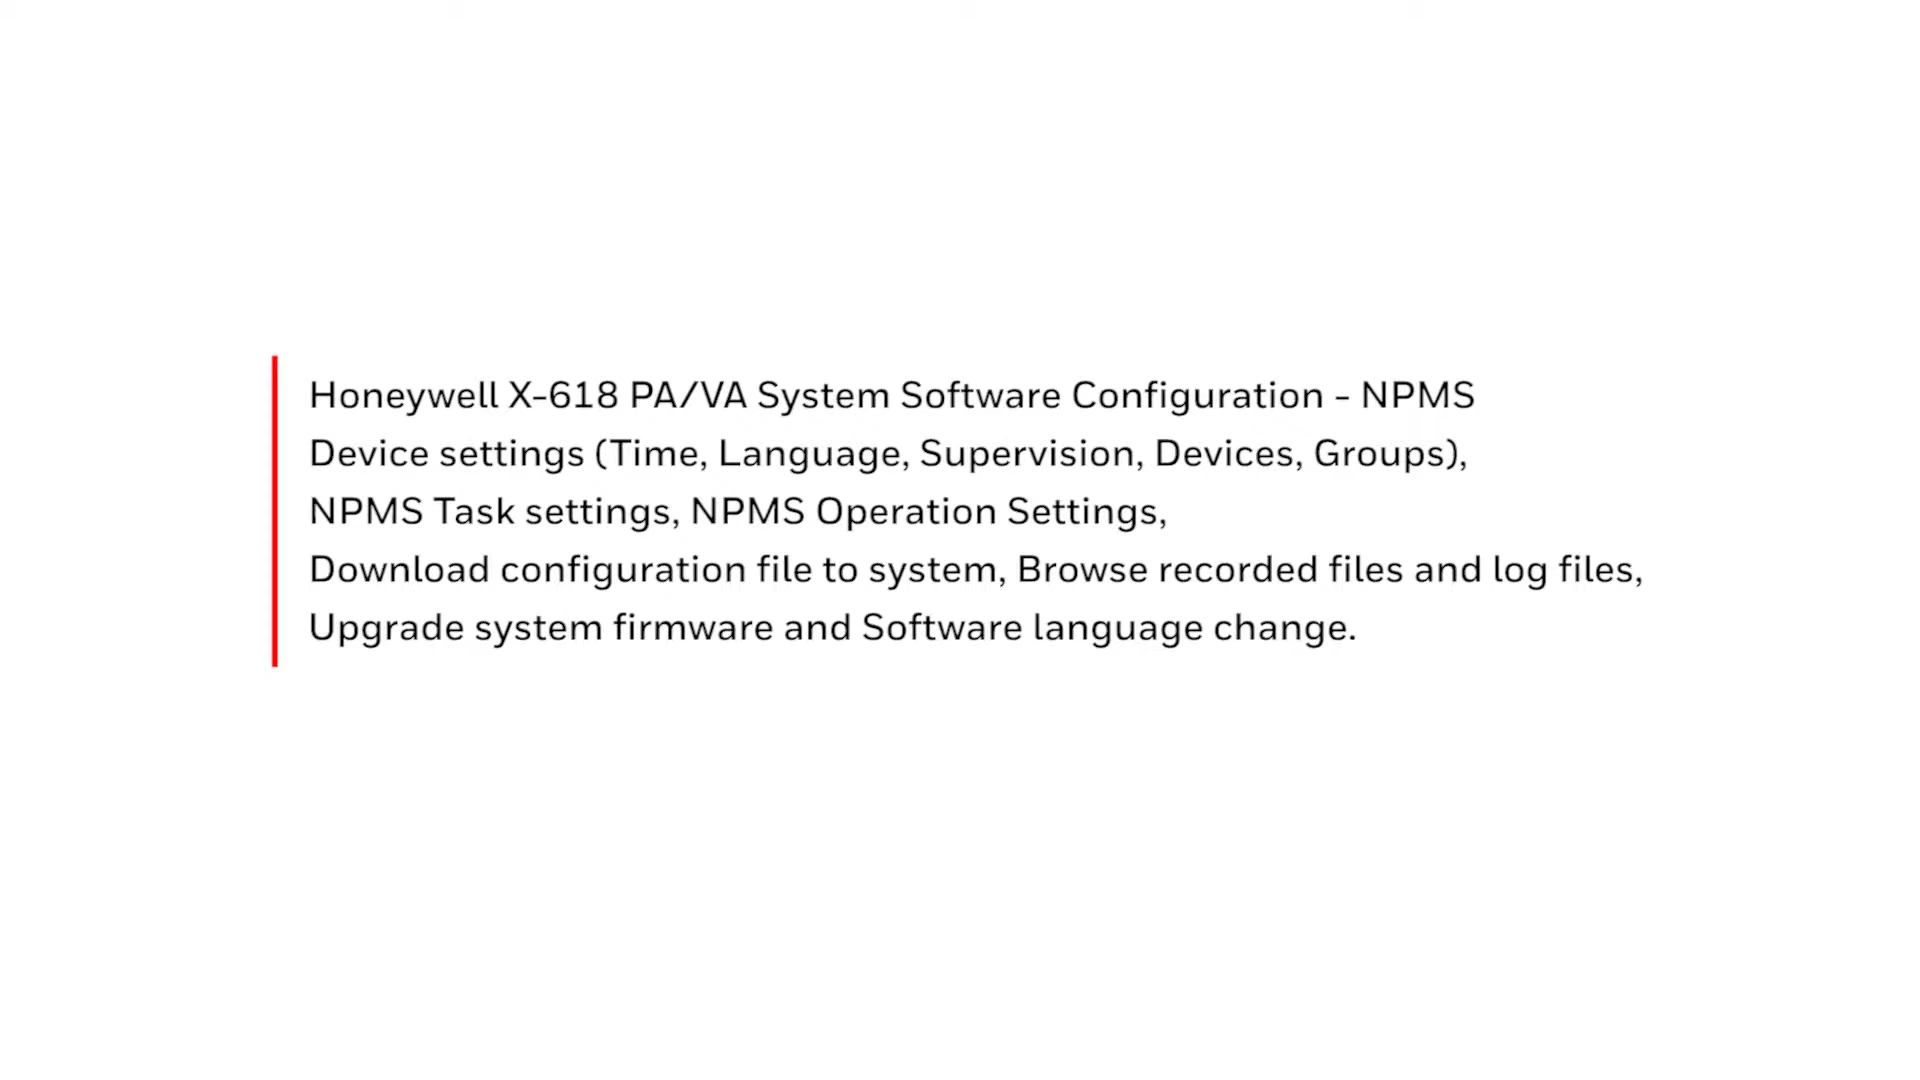 Honeywell X-618 PA/VA System Software Configuration - NPMS
Device settings (Time, Language, Supervision, Devices, Groups),
NPMS Task settings, NPMS Operation Settings,
Download configuration file to system, Browse recorded files and log files,
Upgrade system firmware and Software language change.